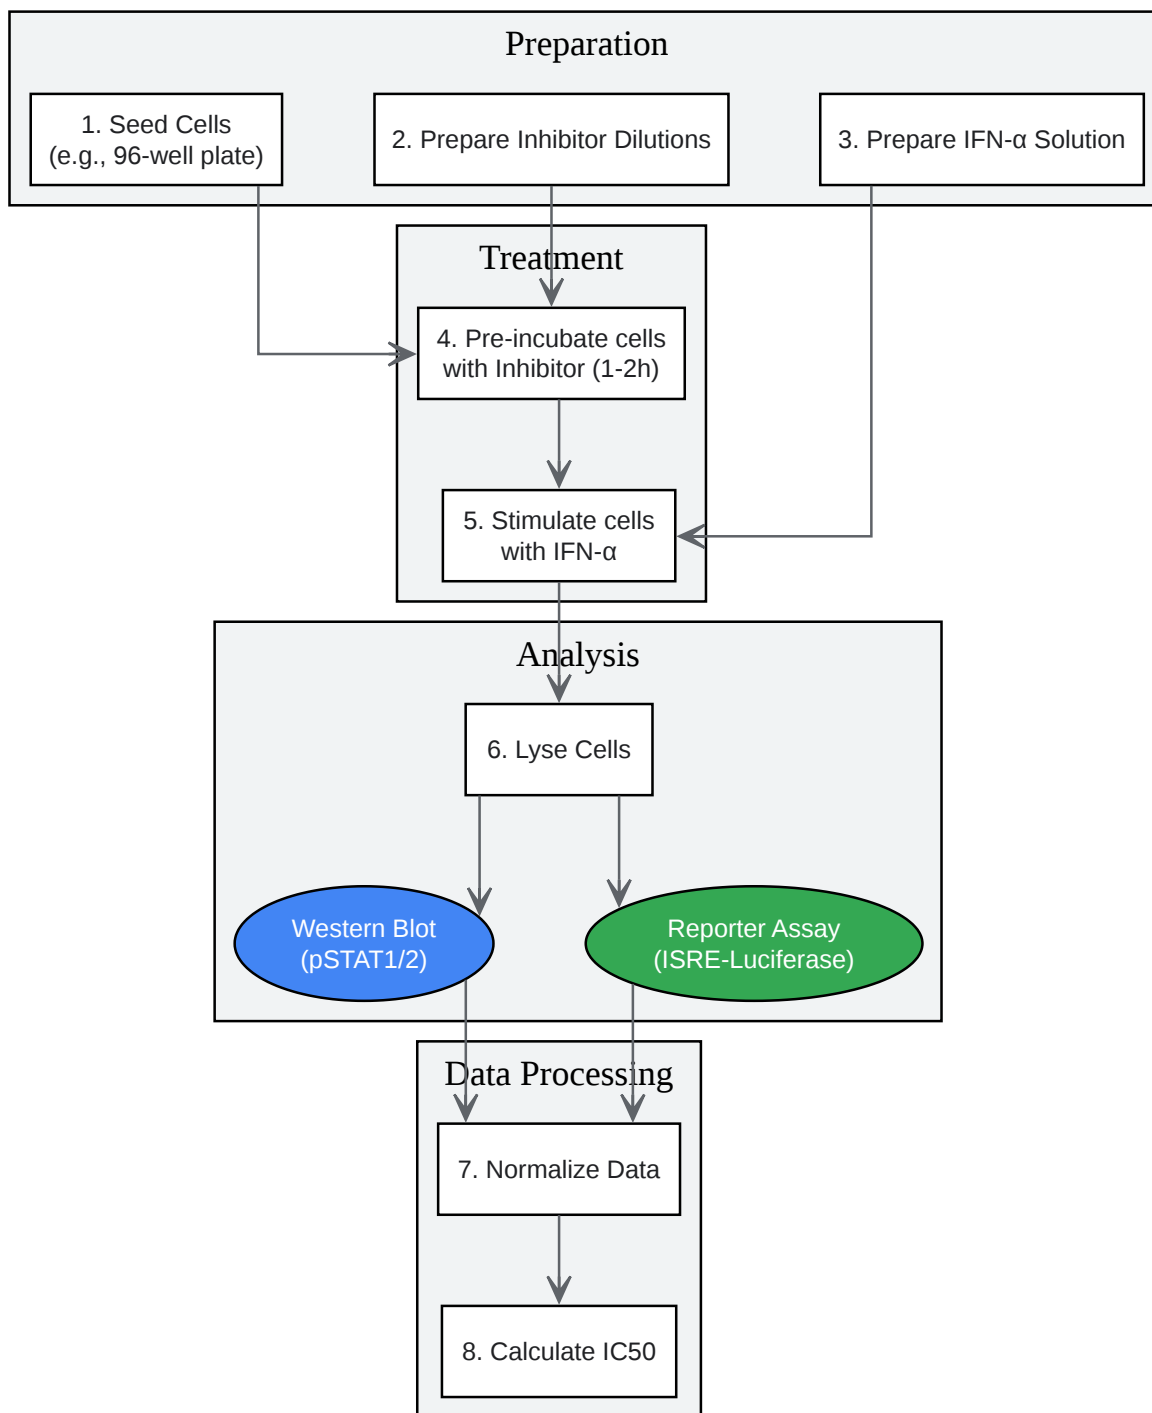 Preparation
1. Seed Cells
(e.g., 96-well plate)
2. Prepare Inhibitor Dilutions
3. Prepare IFN-α Solution
Treatment
4. Pre-incubate cells
with Inhibitor (1-2h)
5. Stimulate cells
with IFN-α
Analysis
6. Lyse Cells
Western Blot
(pSTAT1/2)
Reporter Assay
(ISRE-Luciferase)
Data Processing
7. Normalize Data
8. Calculate IC50